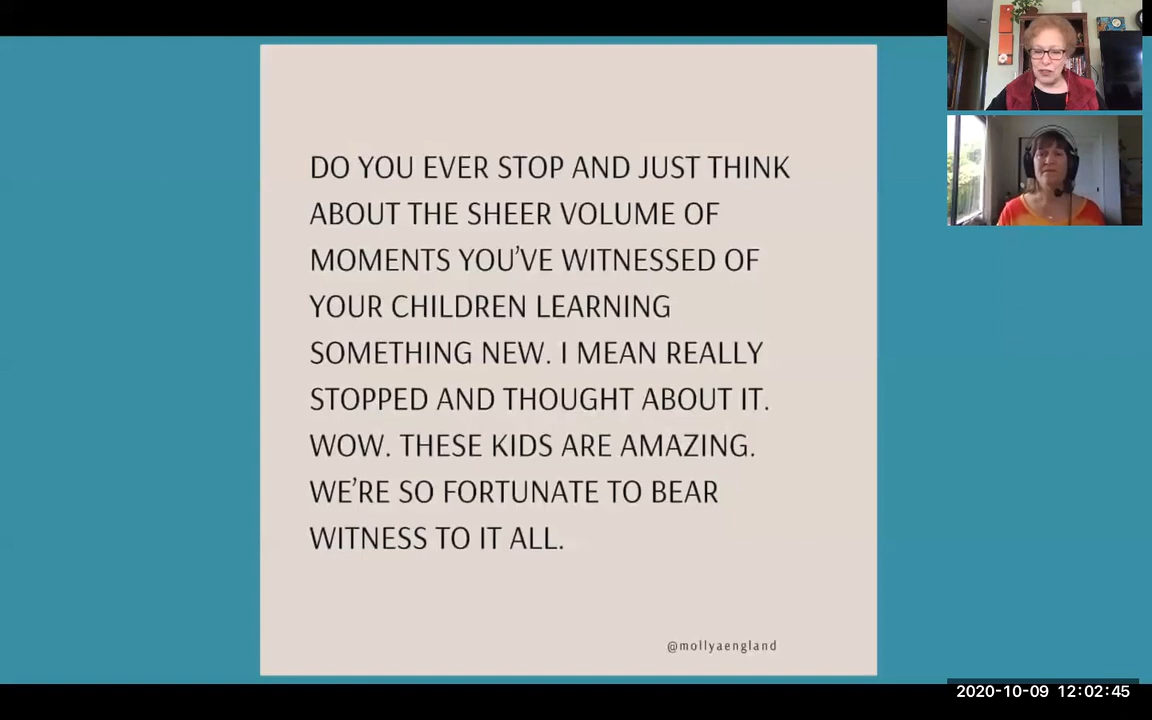 DO YOU EVER STOP AND JUST THINK
ABOUT THE SHEER VOLUME OF
MOMENTS YOU'VE WITNESSED OF
YOUR CHILDREN LEARNING
SOMETHING NEW. I MEAN REALLY
STOPPED AND THOUGHT ABOUT IT.
WOW. THESE KIDS ARE AMAZING.
WE'RE SO FORTUNATE TO BEAR
WITNESS TO IT ALL.
@mollyaengland
2020-10-09 12:02:45